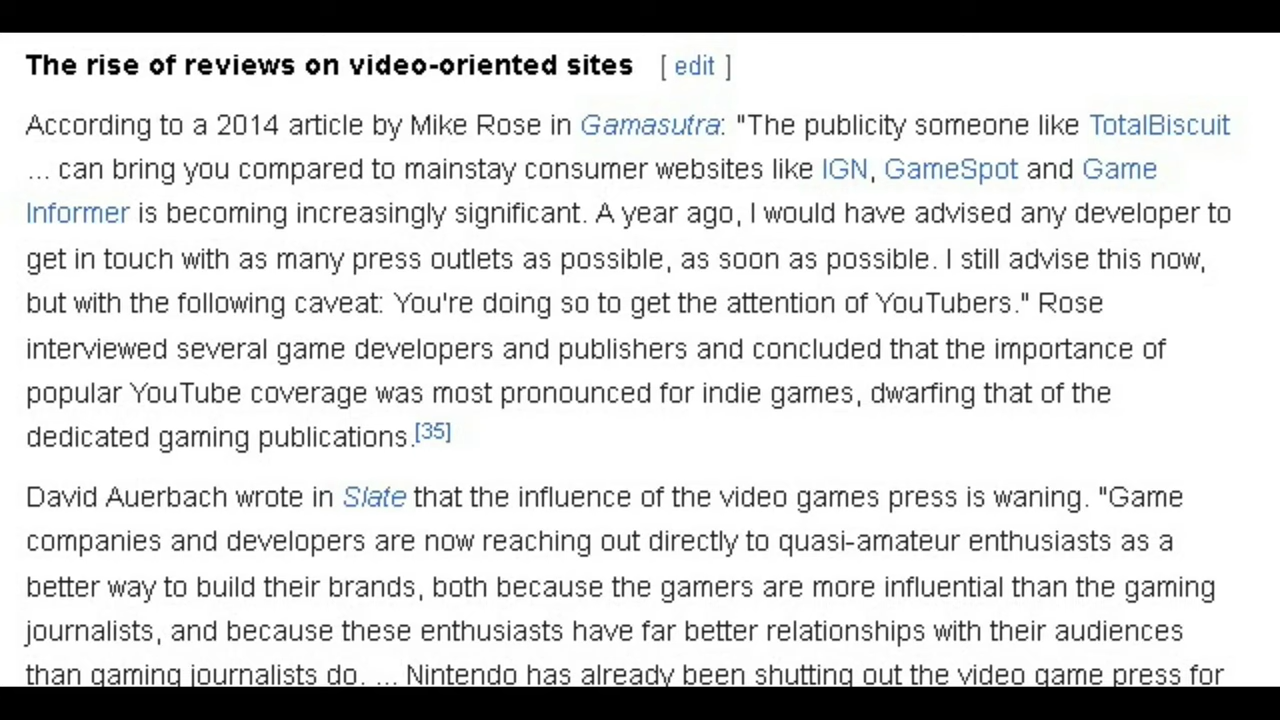 The rise of reviews on video-oriented sites [ edit ]
According to a 2014 article by Mike Rose in Gamasutra: "The publicity someone like TotalBiscuit
... can bring you compared to mainstay consumer websites like IGN, GameSpot and Game
Informer is becoming increasingly significant. A year ago, I would have advised any developer to
get in touch with as many press outlets as possible, as soon as possible. I still advise this now,
but with the following caveat: You're doing so to get the attention of YouTubers." Rose
interviewed several game developers and publishers and concluded that the importance of
popular YouTube coverage was most pronounced for indie games, dwarfing that of the
dedicated gaming publications.[35]
David Auerbach wrote in Slate that the influence of the video games press is waning. "Game
companies and developers are now reaching out directly to quasi-amateur enthusiasts as a
better way to build their brands, both because the gamers are more influential than the gaming
journalists, and because these enthusiasts have far better relationships with their audiences
than gaming journalists do. ... Nintendo has already been shutting out the video game press for